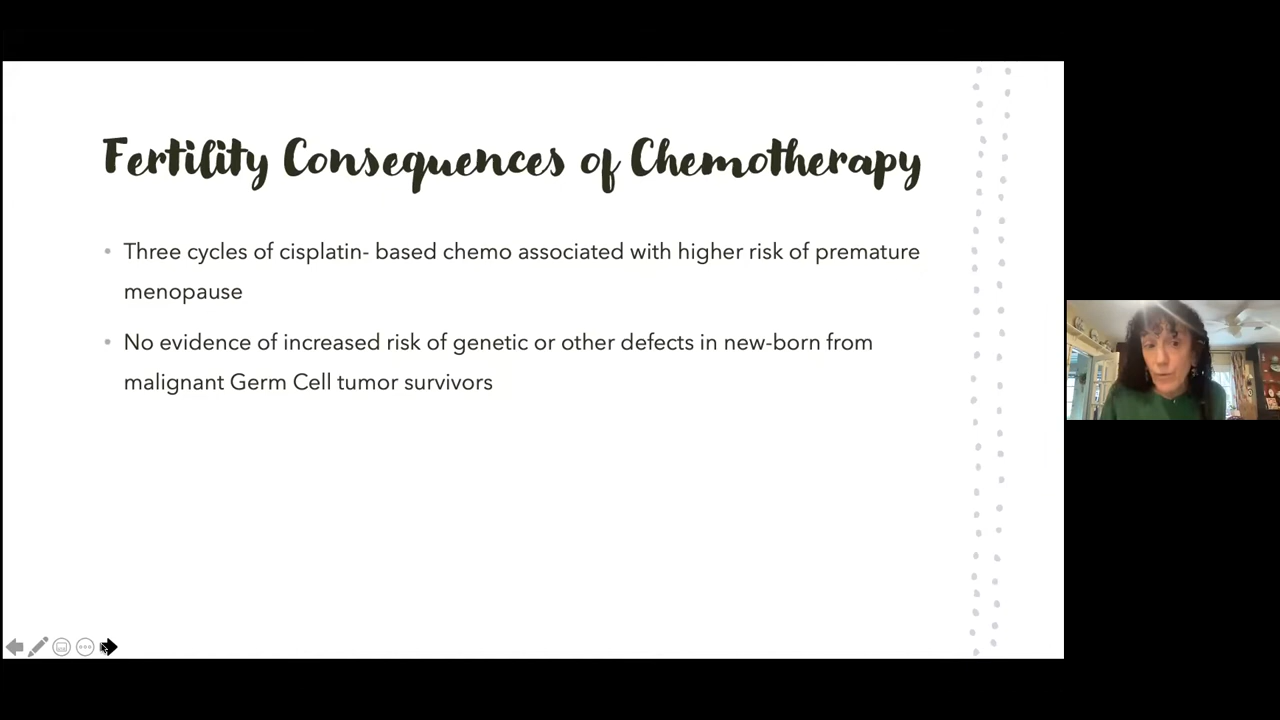 Fertility Consequences of Chemotherapy
• Three cycles of cisplatin- based chemo associated with higher risk of premature
menopause
• No evidence of increased risk of genetic or other defects in new-born from
malignant Germ Cell tumor survivors